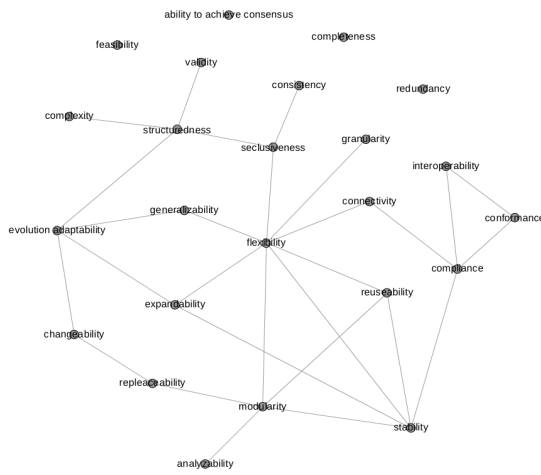 ability to achieve consensus
completeness
feasibility
validity
consistency
redundancy
complexity
structuredness
granularity
seclusiveness
interoperability
connectivity
generalizability
conformance
evolution adaptability
flexibility
compliance
reuseability
expandability
changeability
repleaceability
modularity
stability
analyzability